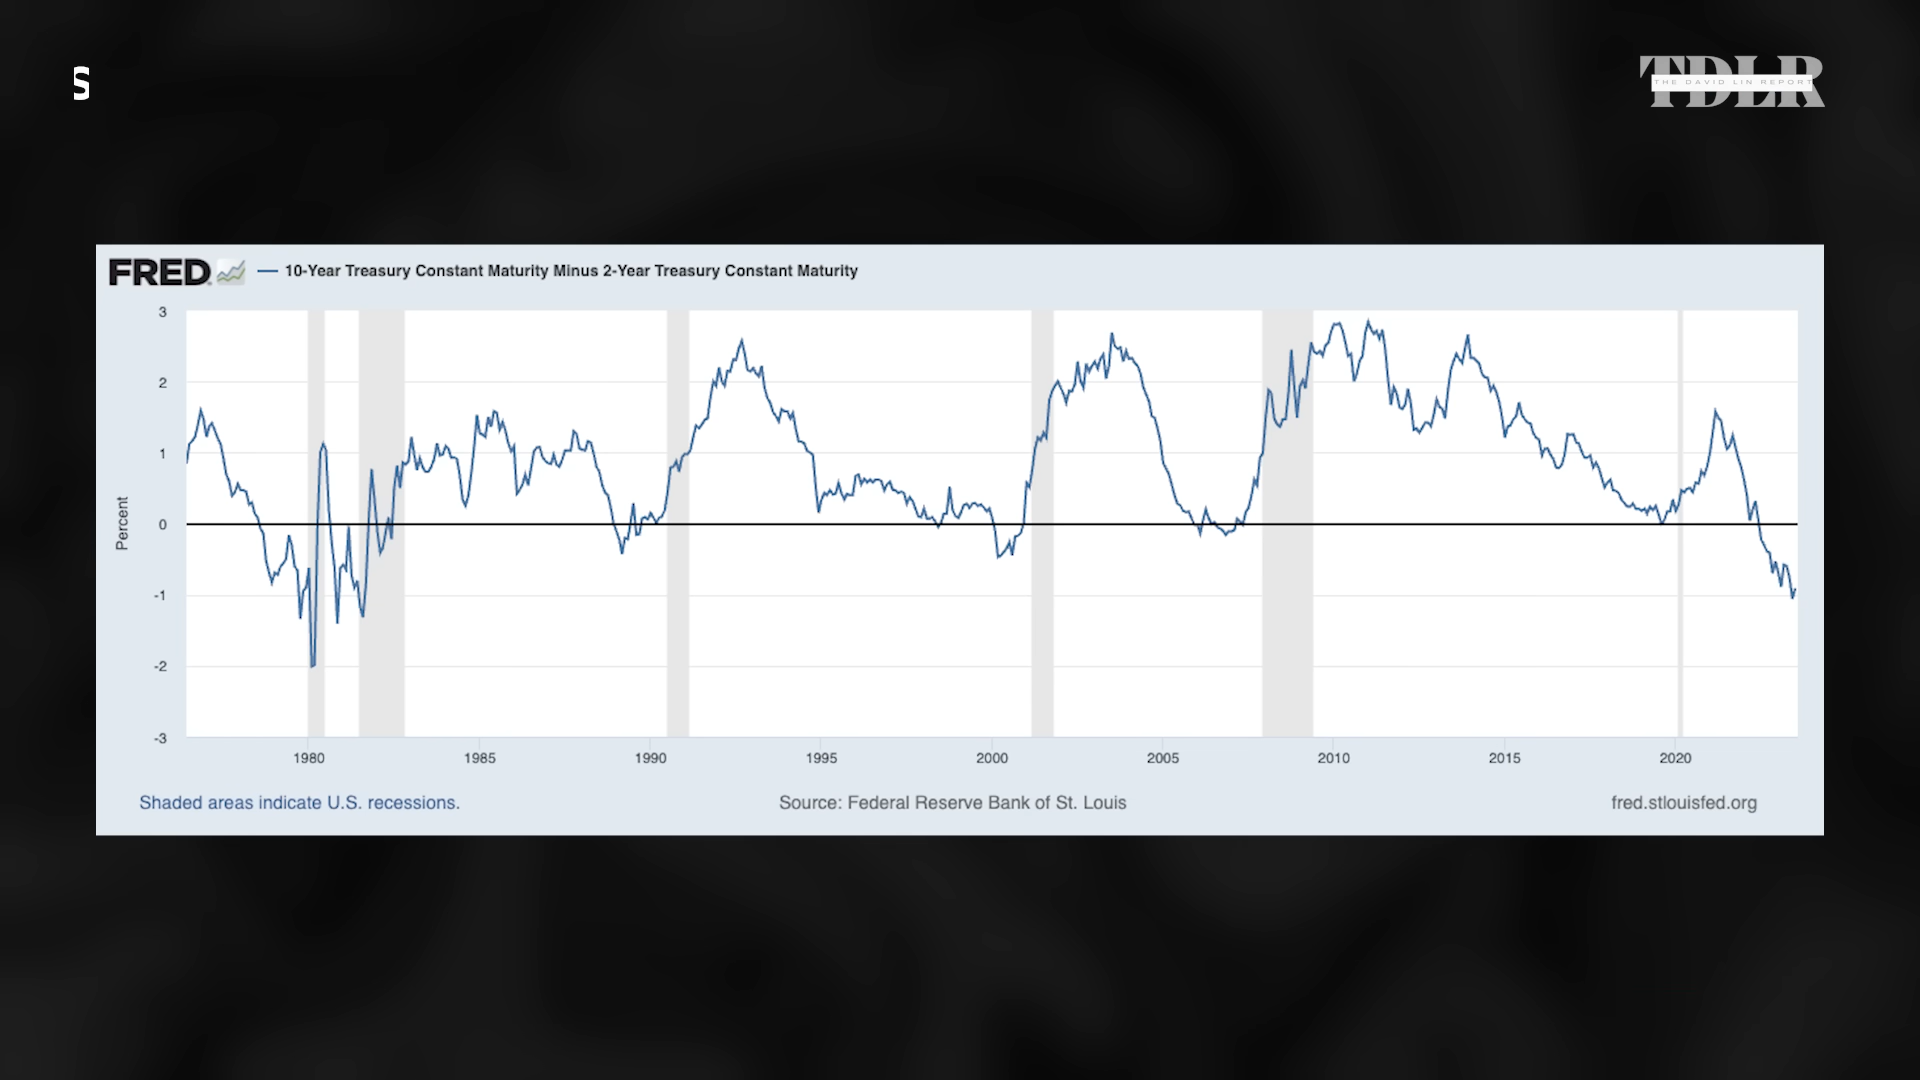 S
TDLR
THE DAVID LIN REPORT
FRED
10-Year Treasury Constant Maturity Minus 2-Year Treasury Constant Maturity
3
2
1
0
-1
-2
-3
Percent
1980 1985 1990 1995 2000 2005 2010 2015 2020
Shaded areas indicate U.S. recessions. Source: Federal Reserve Bank of St. Louis fred.stlouisfed.org